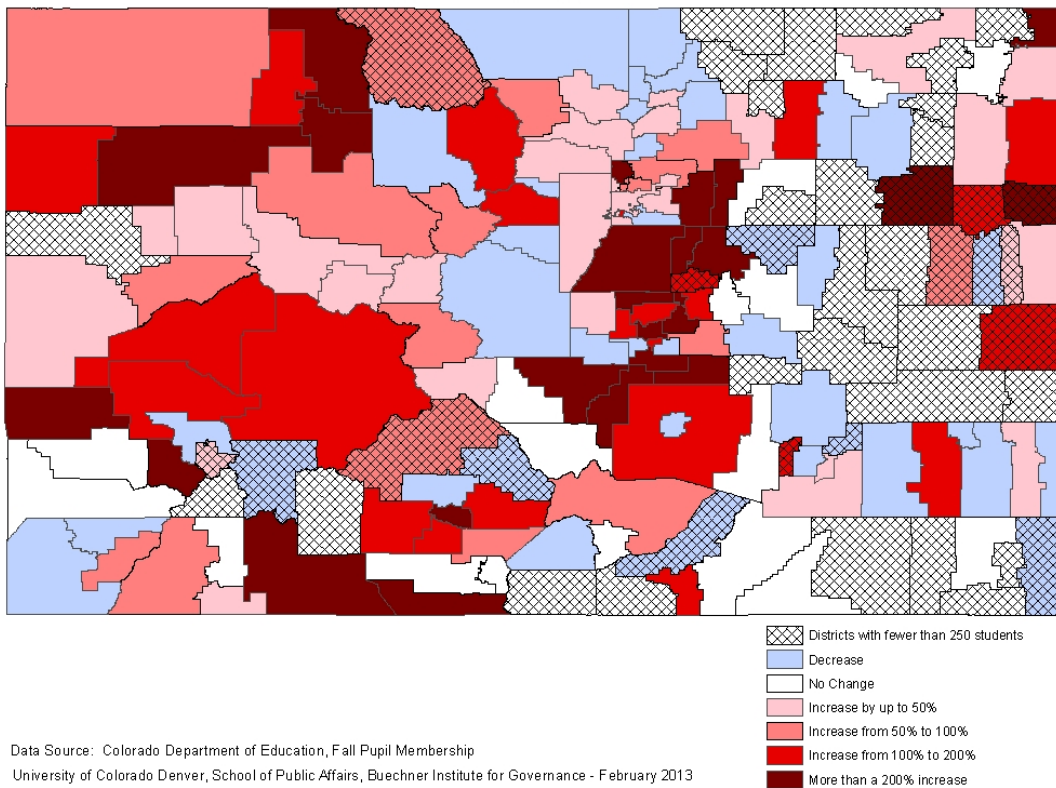 Districts with fewer than 250 students
Decrease
No Change
Increase by up to 50%
Increase from 50% to 100%
Increase from 100% to 200%
More than a 200% increase
Data Source: Colorado Department of Education, Fall Pupil Membership
University of Colorado Denver, School of Public Affairs, Buechner Institute for Governance - February 2013